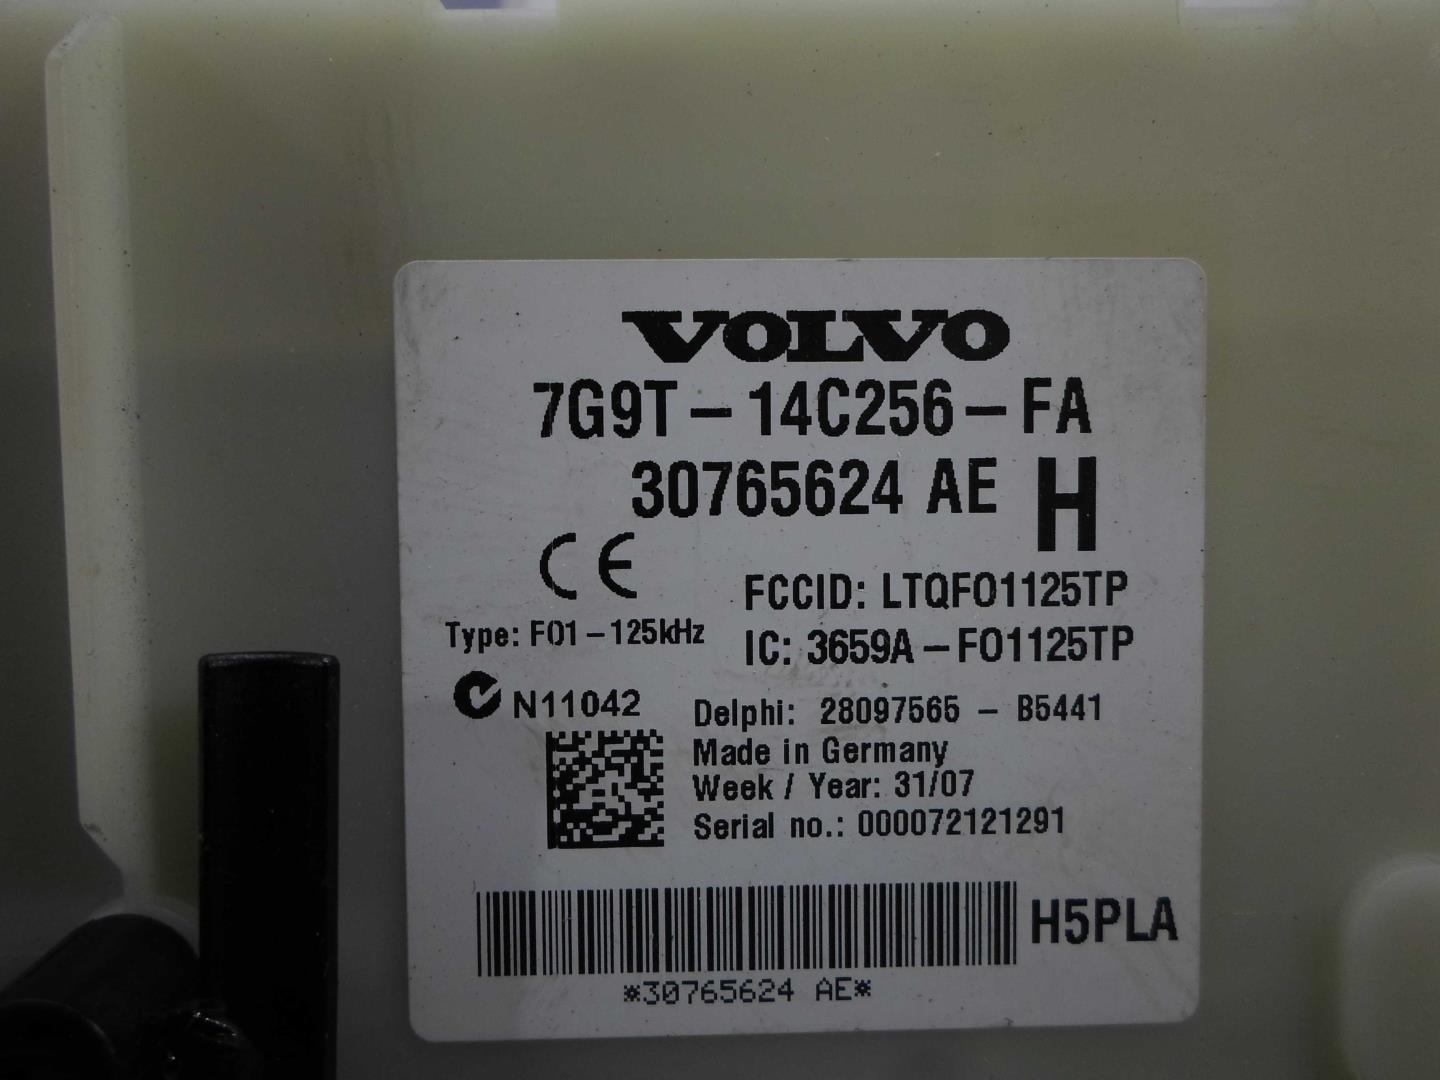 VOLVO
7G9T-14C256-FA
30765624 AE H
CE
FCCID: LTQFO1125TP
Type: FO1-125kHz
IC: 3659A-FO1125TP
N11042
Delphi: 28097565 - B5441
Made in Germany
Week / Year: 31/07
Serial no.: 000072121291
H5PLA
*30765624 AE*